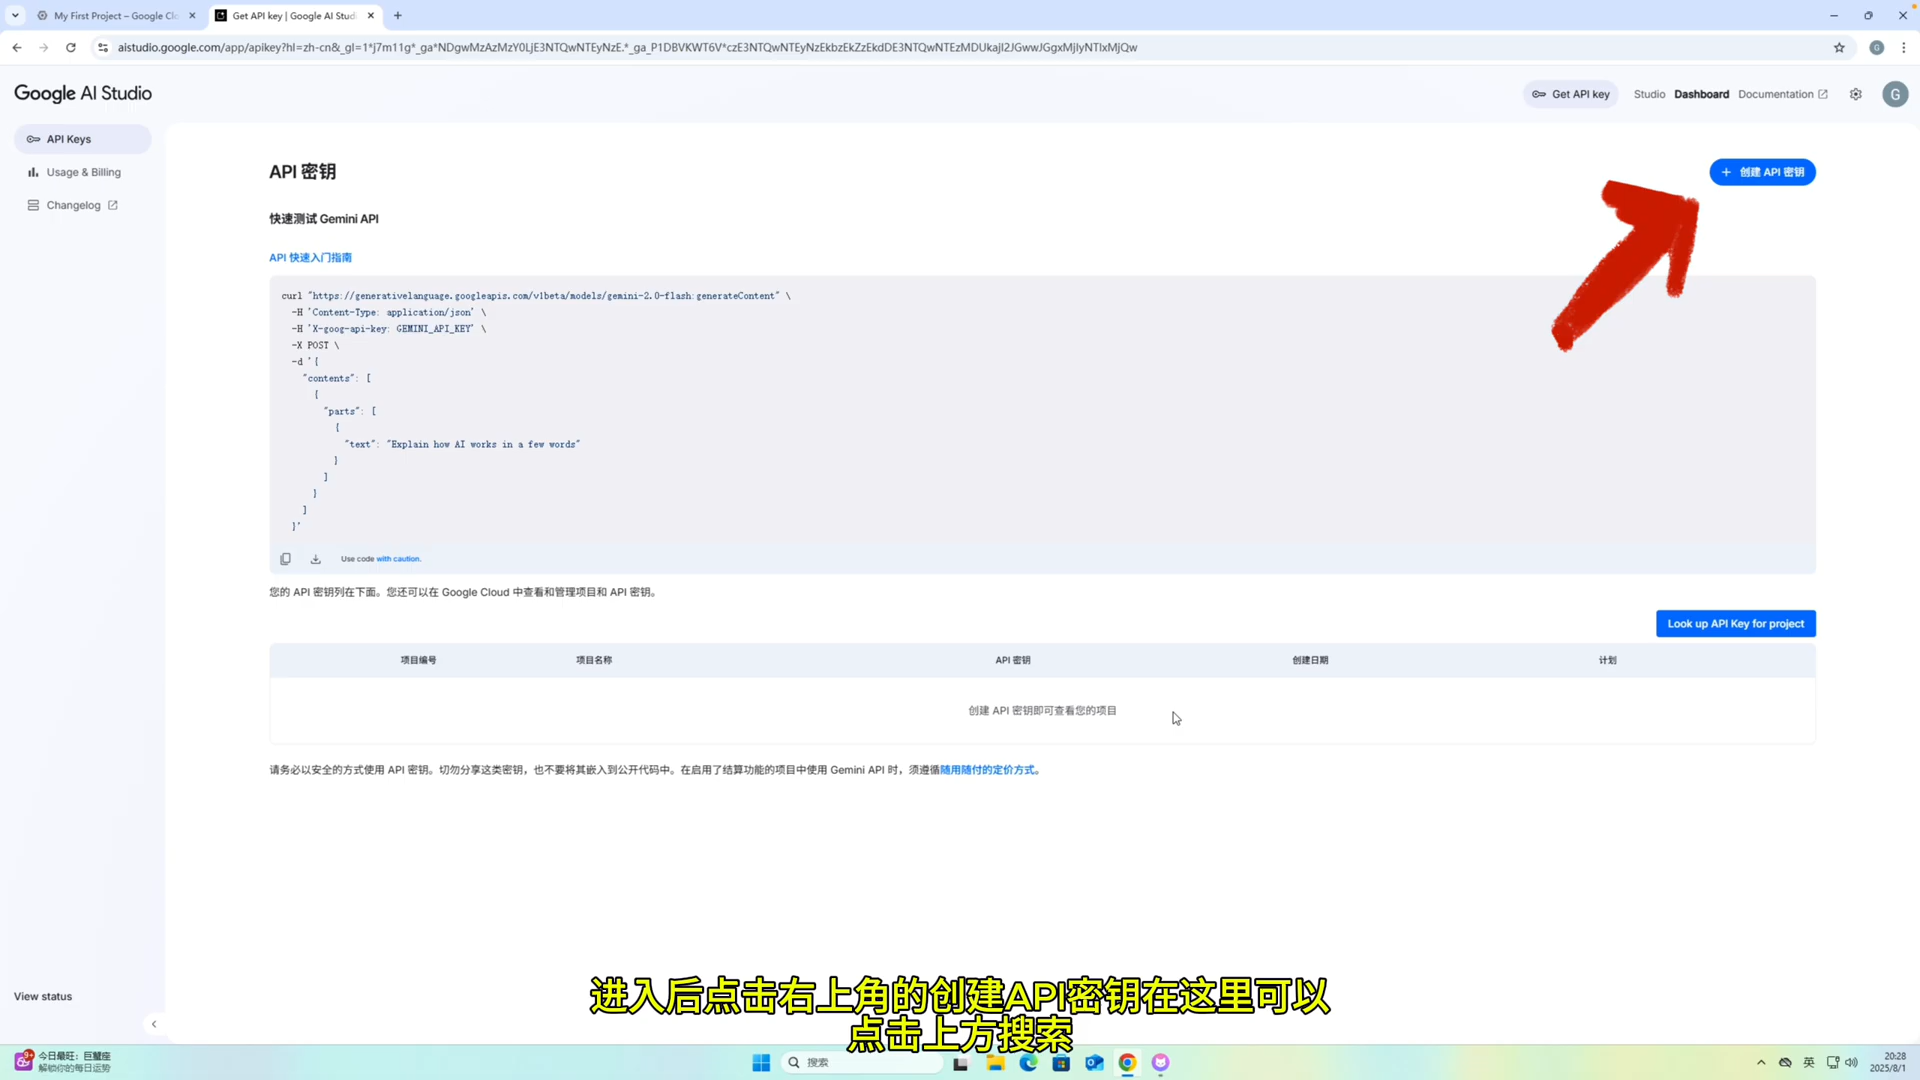 My First Project – Google Clo
Get API key | Google AI Studi
aistudio.google.com/app/apikey?hl=zh-cn&_gl=1*j7m11g*_ga*NDgwMzAzMzY0LjE3NTQwNTEyNzE.*_ga_P1DBVKWT6V*czE3NTQwNTEyNzEkbzEkZzEkdDE3NTQwNTEzMDUkajI2JGwwJGgxMjIyNTIxMjQw
G
Google AI Studio
Get API key
Studio
Dashboard
Documentation
G
API Keys
Usage & Billing
Changelog
API 密钥
+ 创建 API 密钥
快速测试 Gemini API
API 快速入门指南
curl "https://generativelanguage.googleapis.com/v1beta/models/gemini-2.0-flash:generateContent" \
-H 'Content-Type: application/json' \
-H 'X-goog-api-key: GEMINI_API_KEY' \
-X POST \
-d '{
"contents": [
{
"parts": [
{
"text": "Explain how AI works in a few words"
}
]
}
]
}'
Use code with caution.
您的 API 密钥列在下面。您还可以在 Google Cloud 中查看和管理项目和 API 密钥。
Look up API Key for project
项目编号 项目名称 API 密钥 创建日期 计划
创建 API 密钥即可查看您的项目
请务必以安全的方式使用 API 密钥。切勿分享这类密钥，也不要将其嵌入到公开代码中。在启用了结算功能的项目中使用 Gemini API 时，须遵循随用随付的定价方式。
View status
进入后点击右上角的创建API密钥在这里可以
点击上方搜索
今日最旺：巨蟹座
解锁你的每日运势
搜索
英
20:28
2025/8/1